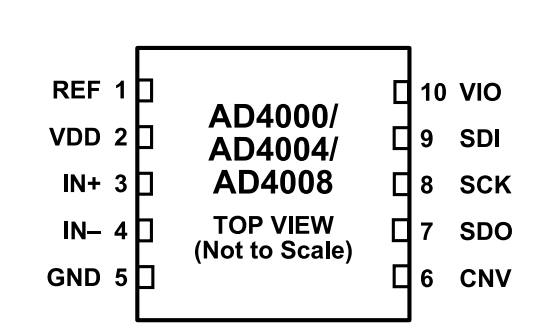 REF 1
VDD 2
IN+ 3
IN– 4
GND 5
AD4000/
AD4004/
AD4008
TOP VIEW
(Not to Scale)
10 VIO
9 SDI
8 SCK
7 SDO
6 CNV